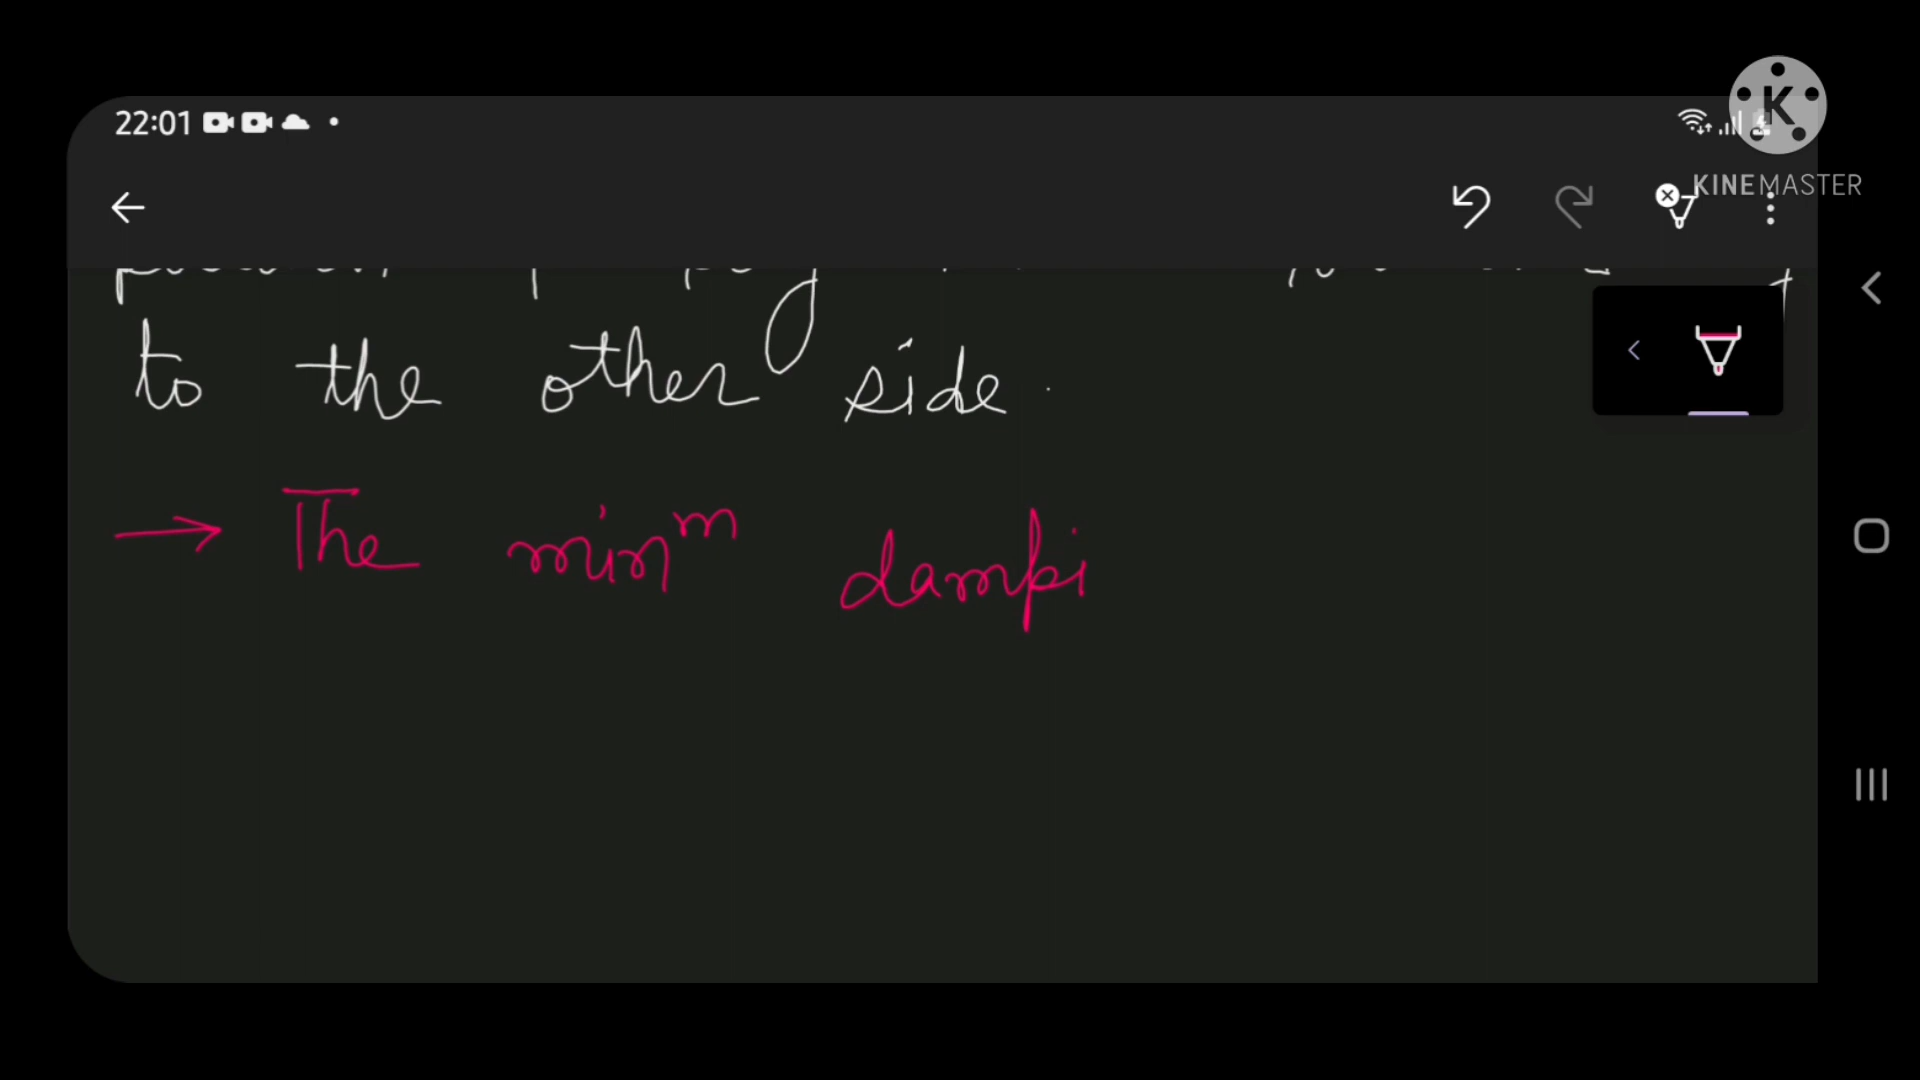 22:01
KINEMASTER
to the other side.
→ The minᵐ dampi